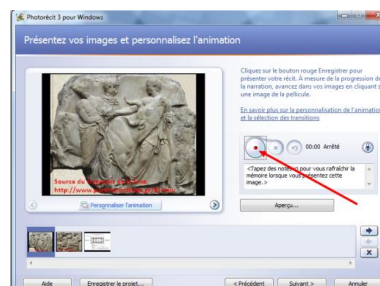 Photorécit 3 pour Windows
Présentez vos images et personnalisez l'animation
Cliquez sur le bouton rouge Enregistrer pour
présenter votre récit. À mesure de la progression de
la narration, avancez dans vos images en cliquant s
une image de la pellicule.
En savoir plus sur la personnalisation de l'animation
et la sélection des transitions
00:00 Arrêté
<Tapez des notes ici pour vous rafraîchir la
mémoire lorsque vous présentez cette
image.>
Source du
http://www.
Personnaliser l'animation
Aperçu...
Aide
Enregistrer le projet...
< Précédent
Suivant >
Annuler